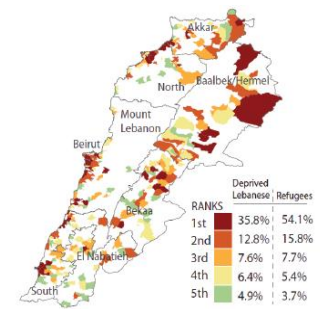 Akkar
North
Baalbek/Hermel
Mount
Lebanon
Beirut
Bekaa
El Nabatieh
South
Deprived
Lebanese
Refugees
RANKS
1st 35.8% 54.1%
2nd 12.8% 15.8%
3rd 7.6% 7.7%
4th 6.4% 5.4%
5th 4.9% 3.7%